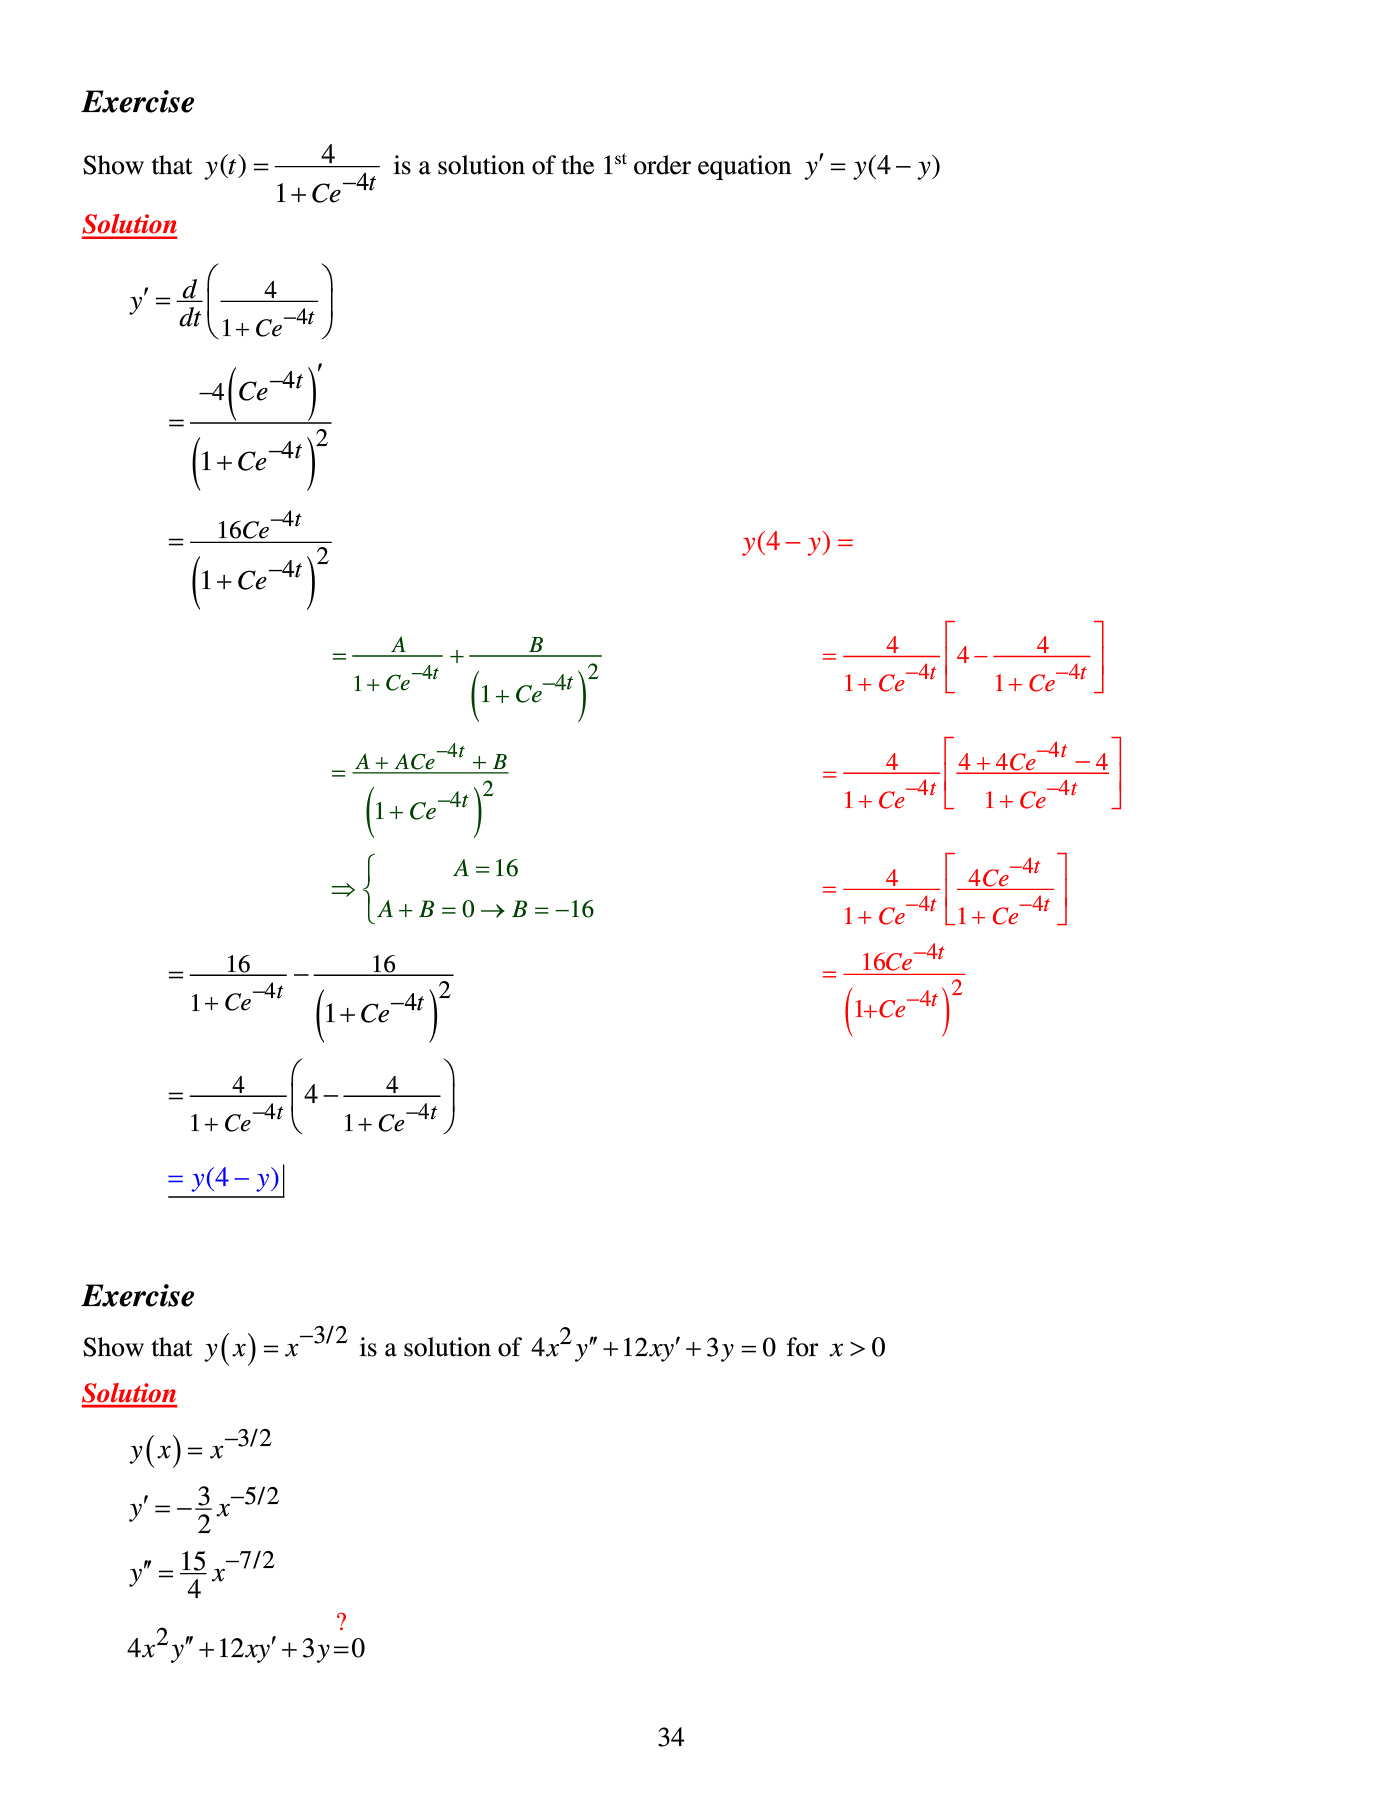 Exercise
Show that y(t) = \frac{4}{1 + Ce^{-4t}} is a solution of the 1^{st} order equation y' = y(4 - y)
Solution
y' = \frac{d}{dt}\left(\frac{4}{1 + Ce^{-4t}}\right)
= \frac{-4\left(Ce^{-4t}\right)'}{\left(1 + Ce^{-4t}\right)^2}
= \frac{16Ce^{-4t}}{\left(1 + Ce^{-4t}\right)^2}
= \frac{A}{1 + Ce^{-4t}} + \frac{B}{\left(1 + Ce^{-4t}\right)^2}
= \frac{A + ACe^{-4t} + B}{\left(1 + Ce^{-4t}\right)^2}
⇒ \begin{cases} A = 16 \\ A + B = 0 → B = -16 \end{cases}
= \frac{16}{1 + Ce^{-4t}} - \frac{16}{\left(1 + Ce^{-4t}\right)^2}
= \frac{4}{1 + Ce^{-4t}}\left(4 - \frac{4}{1 + Ce^{-4t}}\right)
= y(4 - y)
y(4 - y) =
= \frac{4}{1 + Ce^{-4t}}\left[4 - \frac{4}{1 + Ce^{-4t}}\right]
= \frac{4}{1 + Ce^{-4t}}\left[\frac{4 + 4Ce^{-4t} - 4}{1 + Ce^{-4t}}\right]
= \frac{4}{1 + Ce^{-4t}}\left[\frac{4Ce^{-4t}}{1 + Ce^{-4t}}\right]
= \frac{16Ce^{-4t}}{\left(1 + Ce^{-4t}\right)^2}
Exercise
Show that y(x) = x^{-3/2} is a solution of 4x^2 y'' + 12xy' + 3y = 0 for x > 0
Solution
y(x) = x^{-3/2}
y' = -\frac{3}{2} x^{-5/2}
y'' = \frac{15}{4} x^{-7/2}
4x^2 y'' + 12xy' + 3y \overset{?}{=} 0
34